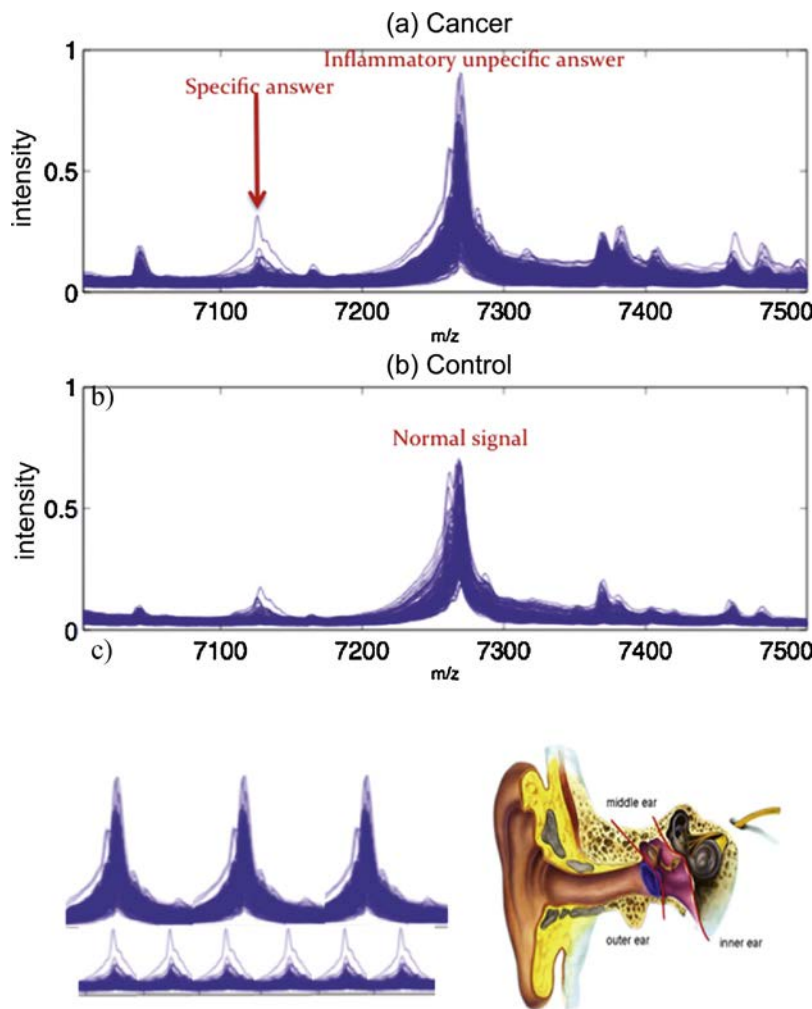 (a) Cancer
1
Inflammatory unpecific answer
Specific answer
intensity
0.5
0
7100 7200 7300 7400 7500
m/z
(b) Control
1
b)
Normal signal
intensity
0.5
0
c)
7100 7200 7300 7400 7500
m/z
middle ear
outer ear
inner ear